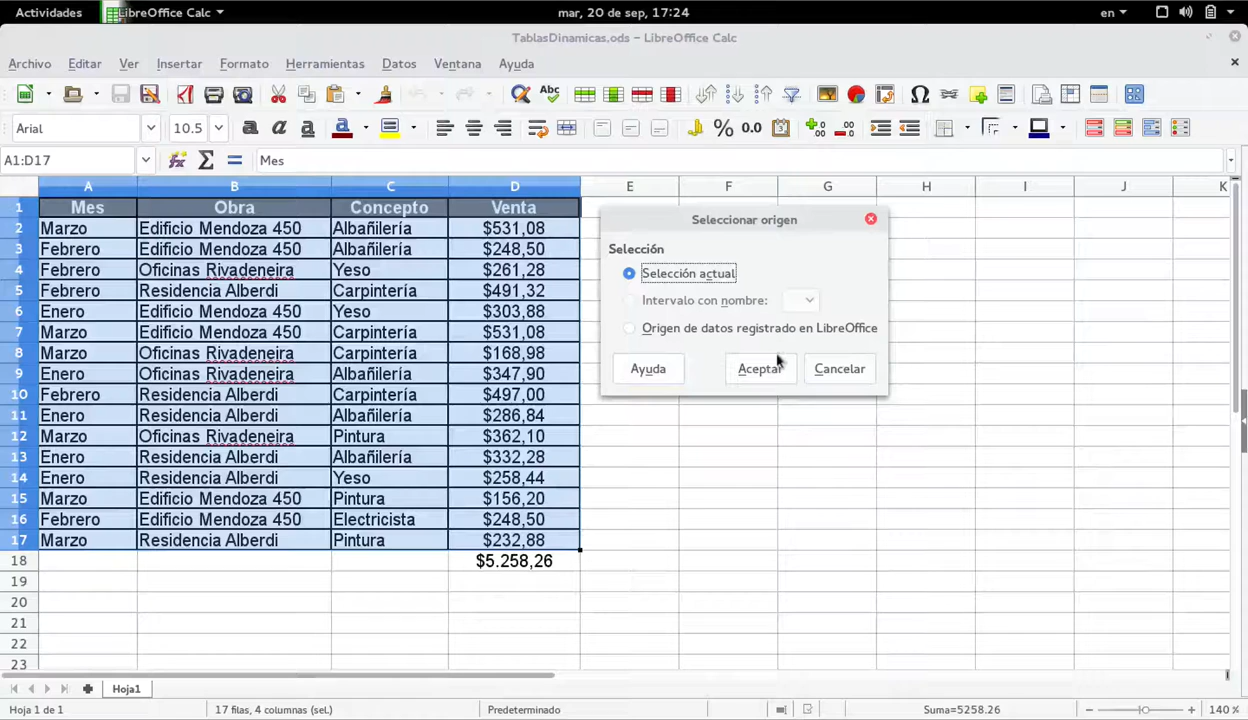 Actividades LibreOffice Calc mar, 20 de sep, 17:24 en
TablasDinamicas.ods – LibreOffice Calc
Archivo Editar Ver Insertar Formato Herramientas Datos Ventana Ayuda
Abc
Arial 10.5 a a a % 0.0
A1:D17 Mes
A B C D E F G H I J K
1 Mes Obra Concepto Venta
2 Marzo Edificio Mendoza 450 Albañilería $531,08
3 Febrero Edificio Mendoza 450 Albañilería $248,50
4 Febrero Oficinas Rivadeneira Yeso $261,28
5 Febrero Residencia Alberdi Carpintería $491,32
6 Enero Edificio Mendoza 450 Yeso $303,88
7 Marzo Edificio Mendoza 450 Carpintería $531,08
8 Marzo Oficinas Rivadeneira Carpintería $168,98
9 Enero Oficinas Rivadeneira Albañilería $347,90
10 Febrero Residencia Alberdi Carpintería $497,00
11 Enero Residencia Alberdi Albañilería $286,84
12 Marzo Oficinas Rivadeneira Pintura $362,10
13 Enero Residencia Alberdi Albañilería $332,28
14 Enero Residencia Alberdi Yeso $258,44
15 Marzo Edificio Mendoza 450 Pintura $156,20
16 Febrero Edificio Mendoza 450 Electricista $248,50
17 Marzo Residencia Alberdi Pintura $232,88
18 $5.258,26
19
20
21
22
23
Seleccionar origen
Selección
Selección actual
Intervalo con nombre:
Origen de datos registrado en LibreOffice
Ayuda Aceptar Cancelar
Hoja1
Hoja 1 de 1 17 filas, 4 columnas (sel.) Predeterminado Suma=5258.26 140 %